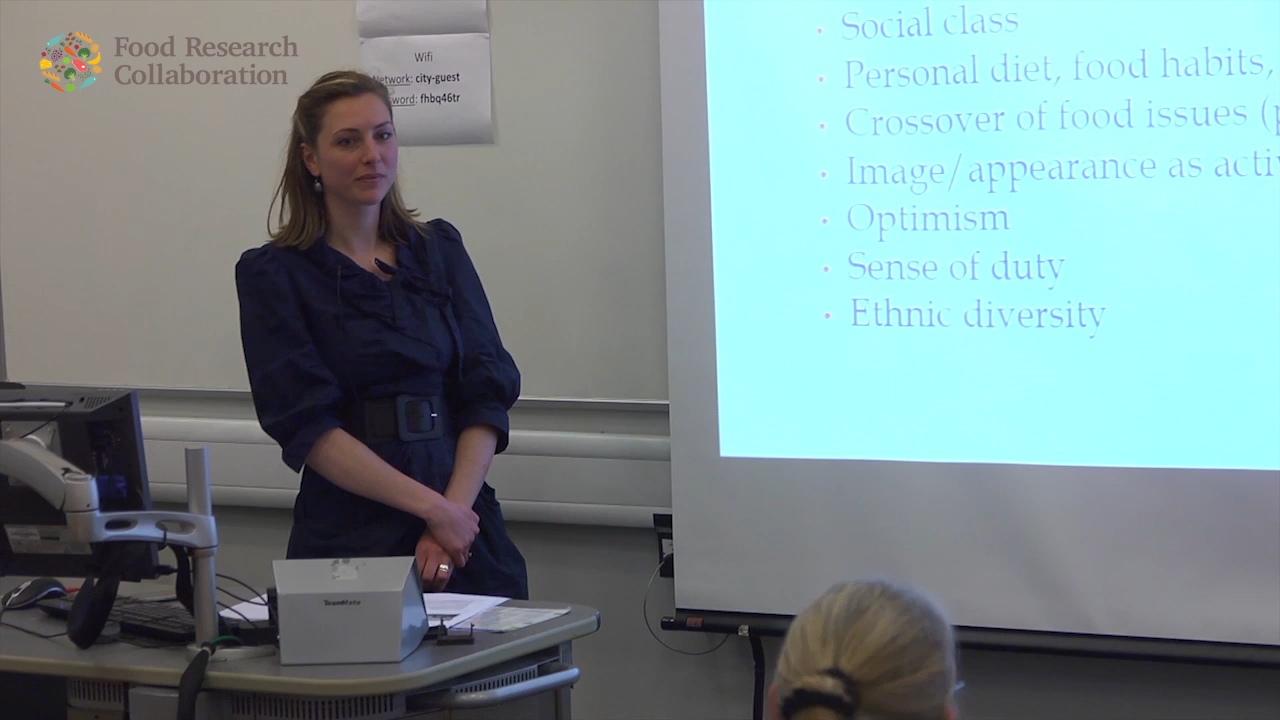 Food Research
Collaboration
Wifi
Network: city-guest
word: fhbq46tr
Social class
Personal diet, food habits,
Crossover of food issues (p
Image/appearance as activ
Optimism
Sense of duty
Ethnic diversity
TeamMate